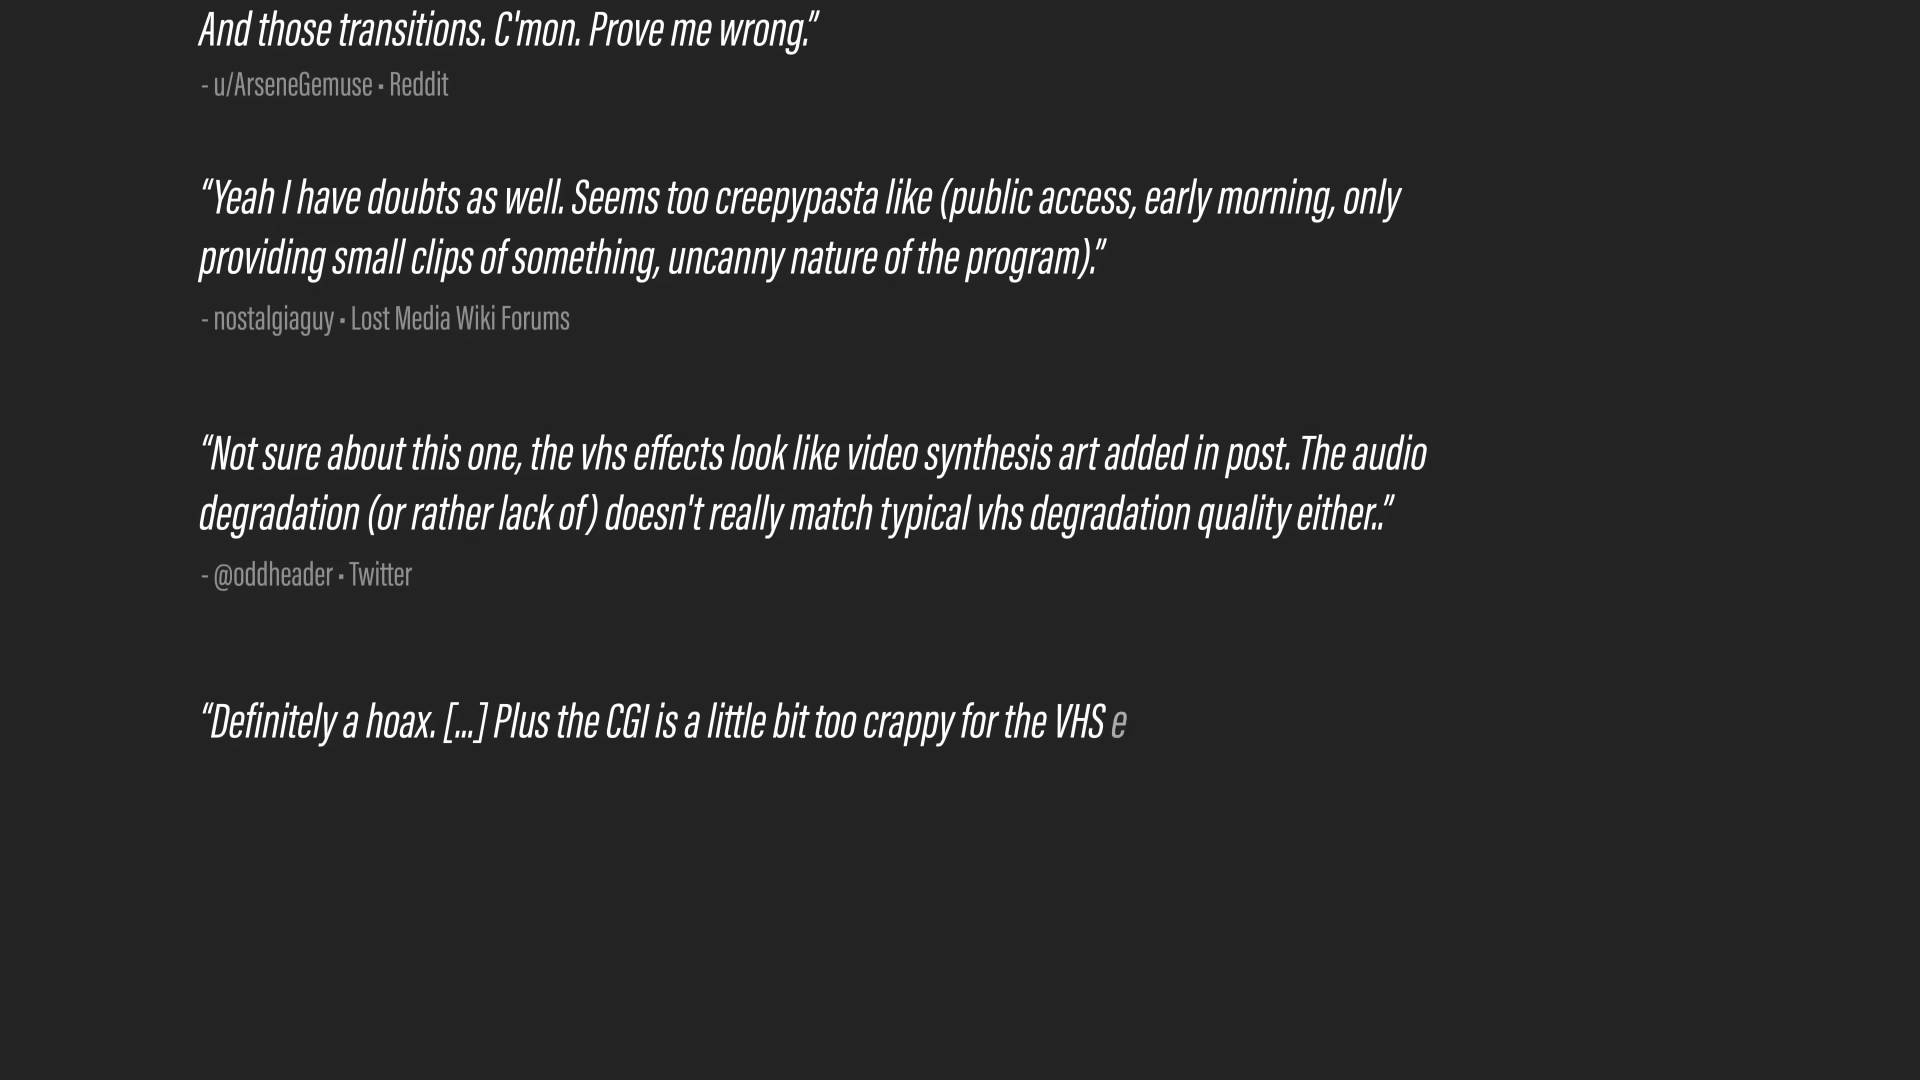 And those transitions. C'mon. Prove me wrong.”
- u/ArseneGemuse • Reddit
“Yeah I have doubts as well. Seems too creepypasta like (public access, early morning, only
providing small clips of something, uncanny nature of the program).”
- nostalgiaguy • Lost Media Wiki Forums
“Not sure about this one, the vhs effects look like video synthesis art added in post. The audio
degradation (or rather lack of) doesn't really match typical vhs degradation quality either..”
- @oddheader • Twitter
“Definitely a hoax. [...] Plus the CGI is a little bit too crappy for the VHS e